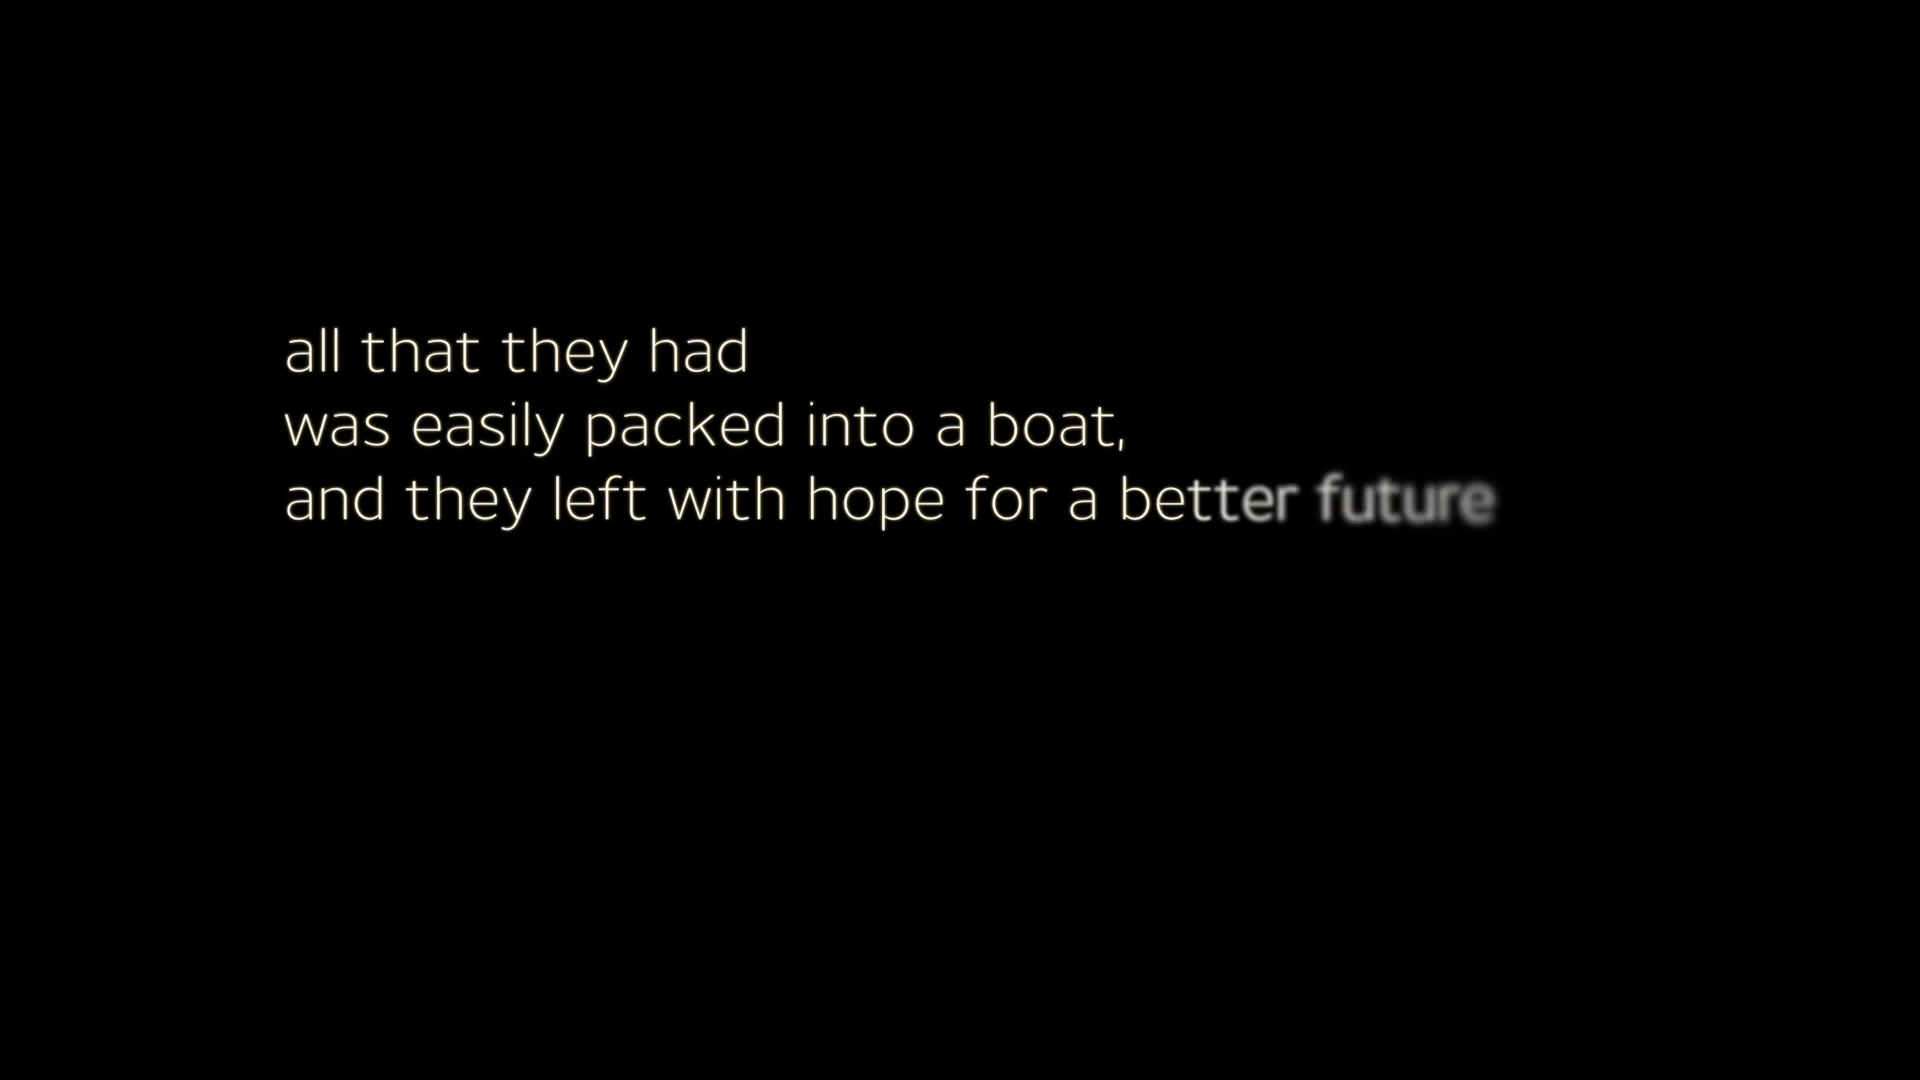 all that they had
was easily packed into a boat,
and they left with hope for a better future